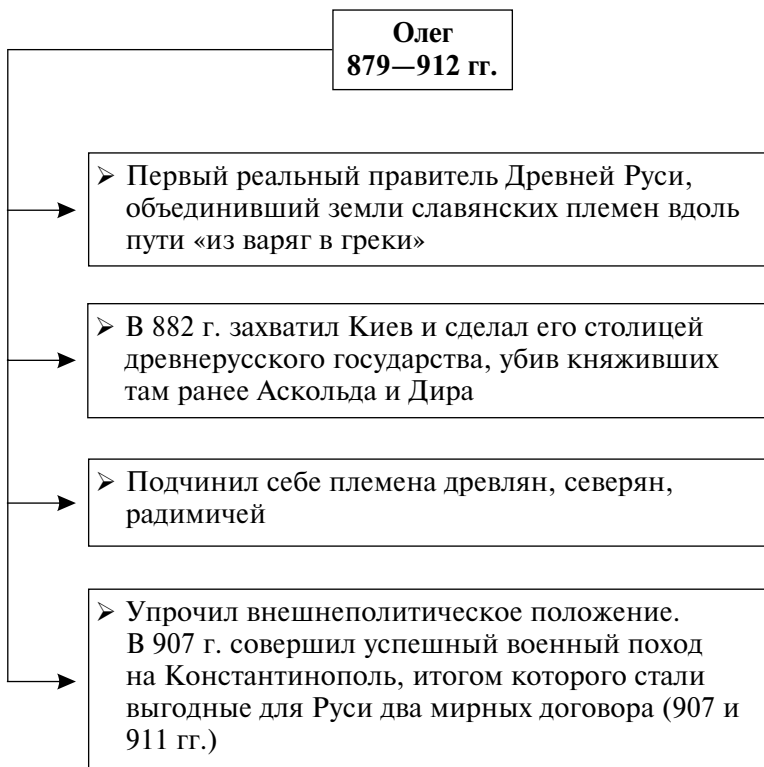 Олег
879—912 гг.
➢ Первый реальный правитель Древней Руси,
объединивший земли славянских племен вдоль
пути «из варяг в греки»
➢ В 882 г. захватил Киев и сделал его столицей
древнерусского государства, убив княживших
там ранее Аскольда и Дира
➢ Подчинил себе племена древлян, северян,
радимичей
➢ Упрочил внешнеполитическое положение.
В 907 г. совершил успешный военный поход
на Константинополь, итогом которого стали
выгодные для Руси два мирных договора (907 и
911 гг.)